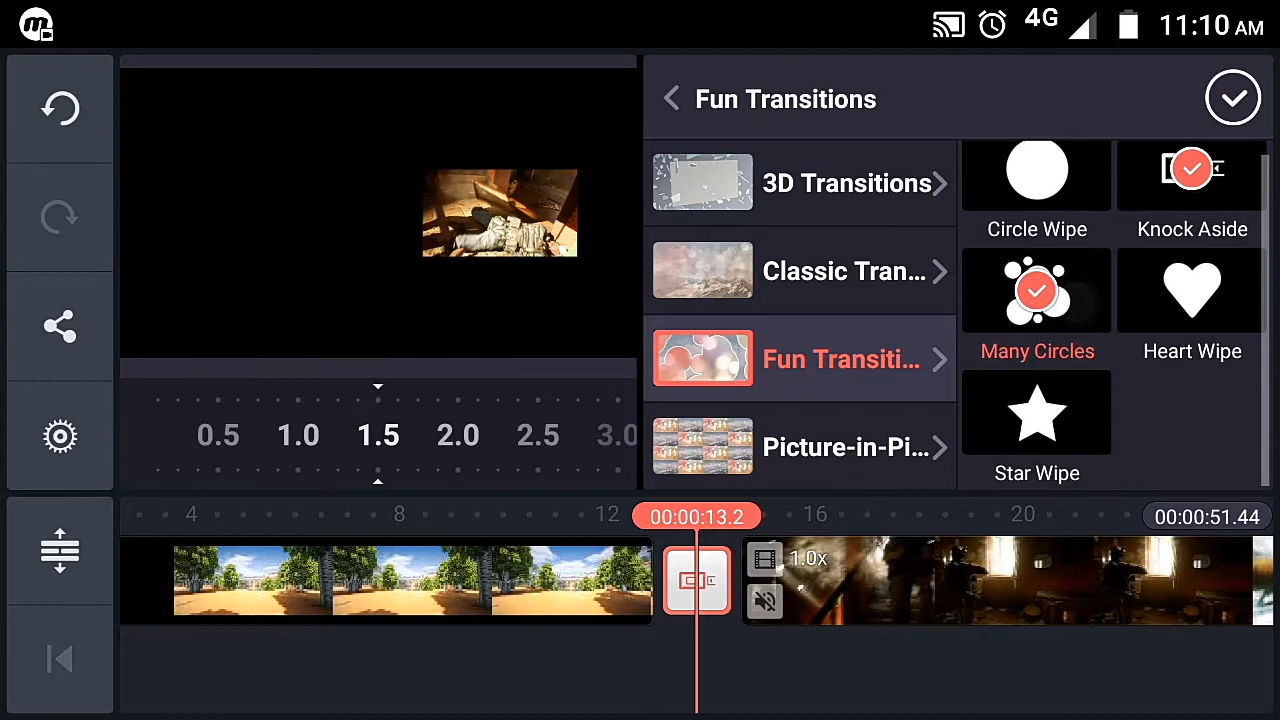 m
4G
11:10 AM
Fun Transitions
3D Transitions
Classic Tran...
Fun Transiti...
Picture-in-Pi...
Circle Wipe
Knock Aside
Many Circles
Heart Wipe
Star Wipe
0.5 1.0 1.5 2.0 2.5 3.0
4 8 12 00:00:13.2 16 20 00:00:51.44
1.0x